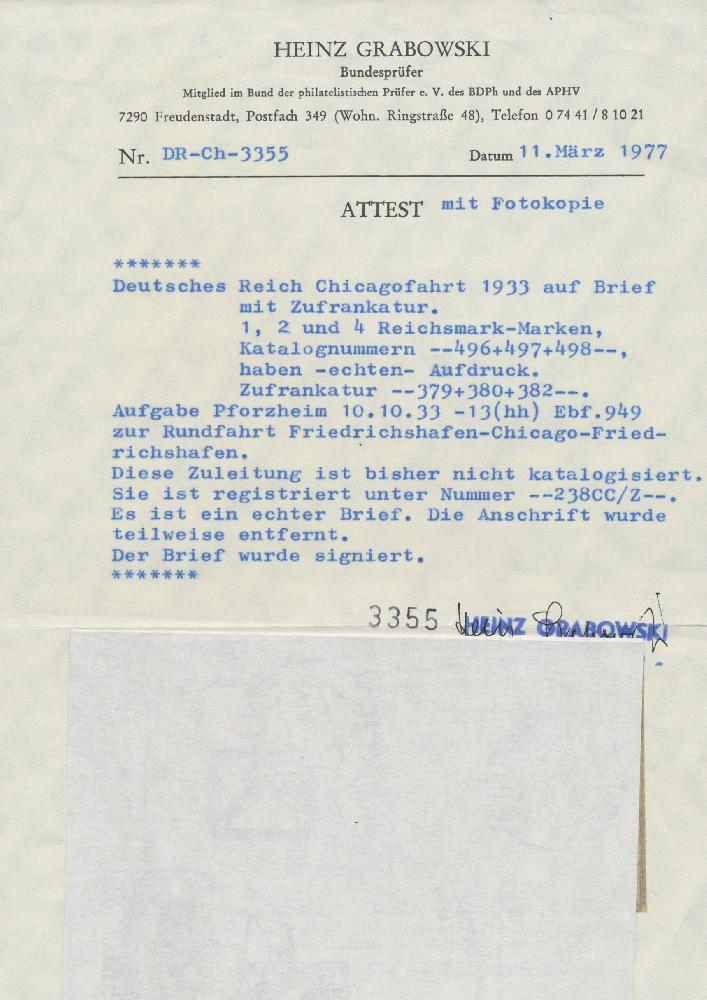 HEINZ GRABOWSKI
Bundesprüfer
Mitglied im Bund der philatelistischen Prüfer e. V. des BDPh und des APHV
7290 Freudenstadt, Postfach 349 (Wohn. Ringstraße 48), Telefon 0 74 41 / 8 10 21
Nr. DR-Ch-3355 Datum 11.März 1977
ATTEST mit Fotokopie
*******
Deutsches Reich Chicagofahrt 1933 auf Brief
mit Zufrankatur.
1, 2 und 4 Reichsmark-Marken,
Katalognummern --496+497+498--,
haben -echten- Aufdruck.
Zufrankatur --379+380+382--.
Aufgabe Pforzheim 10.10.33 -13(hh) Ebf.949
zur Rundfahrt Friedrichshafen-Chicago-Fried-
richshafen.
Diese Zuleitung ist bisher nicht katalogisiert.
Sie ist registriert unter Nummer --238CC/Z--.
Es ist ein echter Brief. Die Anschrift wurde
teilweise entfernt.
Der Brief wurde signiert.
*******
3355 HEINZ GRABOWSKI